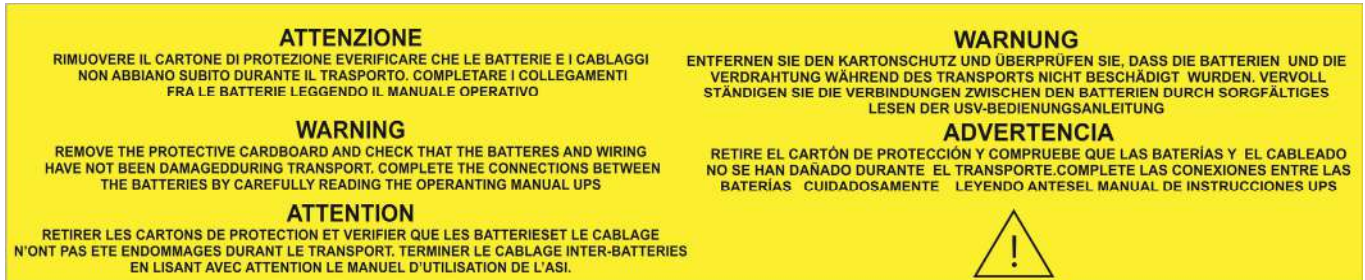 ATTENZIONE
RIMUOVERE IL CARTONE DI PROTEZIONE EVERIFICARE CHE LE BATTERIE E I CABLAGGI
NON ABBIANO SUBITO DURANTE IL TRASPORTO. COMPLETARE I COLLEGAMENTI
FRA LE BATTERIE LEGGENDO IL MANUALE OPERATIVO
WARNING
REMOVE THE PROTECTIVE CARDBOARD AND CHECK THAT THE BATTERES AND WIRING
HAVE NOT BEEN DAMAGEDDURING TRANSPORT. COMPLETE THE CONNECTIONS BETWEEN
THE BATTERIES BY CAREFULLY READING THE OPERANTING MANUAL UPS
ATTENTION
RETIRER LES CARTONS DE PROTECTION ET VERIFIER QUE LES BATTERIESET LE CABLAGE
N'ONT PAS ETE ENDOMMAGES DURANT LE TRANSPORT. TERMINER LE CABLAGE INTER-BATTERIES
EN LISANT AVEC ATTENTION LE MANUEL D'UTILISATION DE L'ASI.
WARNUNG
ENTFERNEN SIE DEN KARTONSCHUTZ UND ÜBERPRÜFEN SIE, DASS DIE BATTERIEN UND DIE
VERDRAHTUNG WÄHREND DES TRANSPORTS NICHT BESCHÄDIGT WURDEN. VERVOLL
STÄNDIGEN SIE DIE VERBINDUNGEN ZWISCHEN DEN BATTERIEN DURCH SORGFÄLTIGES
LESEN DER USV-BEDIENUNGSANLEITUNG
ADVERTENCIA
RETIRE EL CARTÓN DE PROTECCIÓN Y COMPRUEBE QUE LAS BATERÍAS Y EL CABLEADO
NO SE HAN DAÑADO DURANTE EL TRANSPORTE.COMPLETE LAS CONEXIONES ENTRE LAS
BATERÍAS CUIDADOSAMENTE LEYENDO ANTESEL MANUAL DE INSTRUCCIONES UPS
!